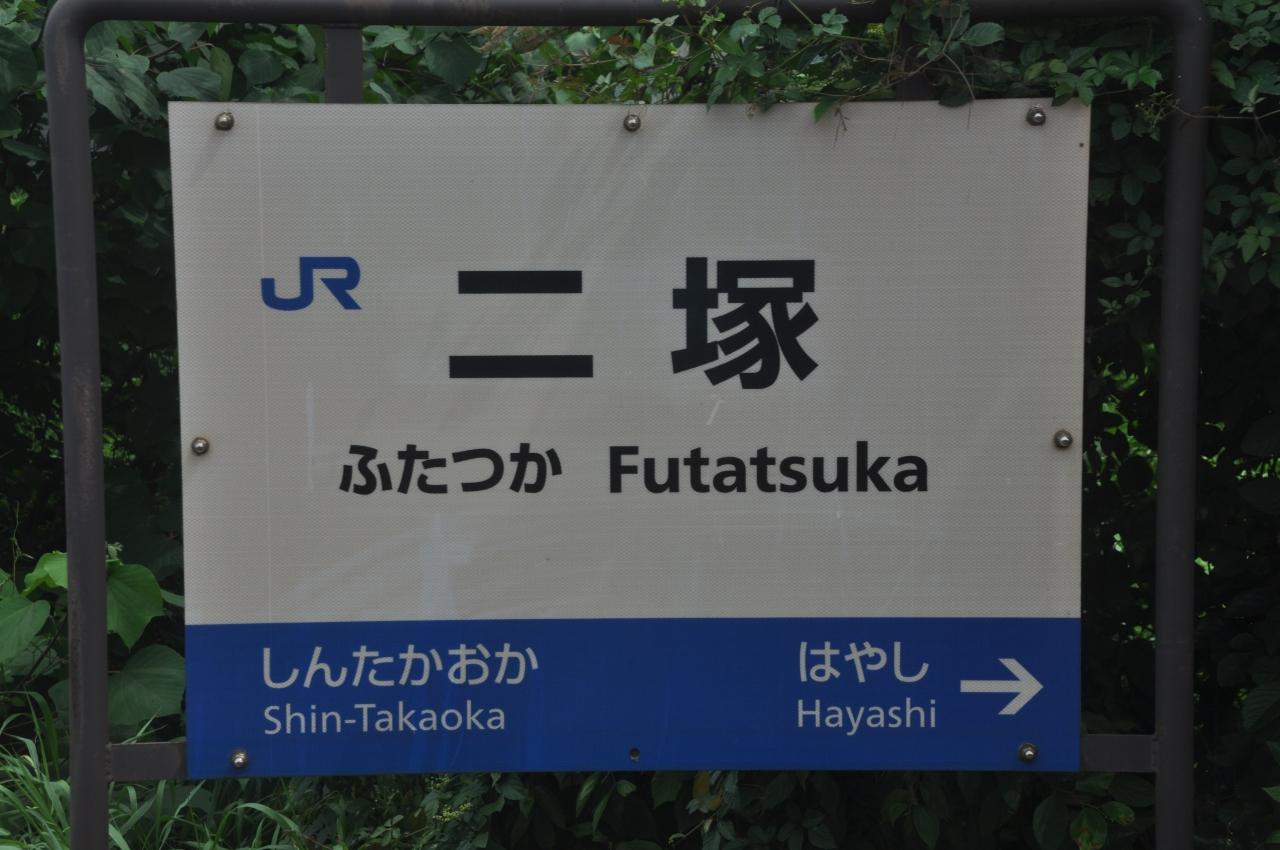 JR 二塚
ふたつか Futatsuka
しんたかおか はやし
Shin-Takaoka Hayashi →